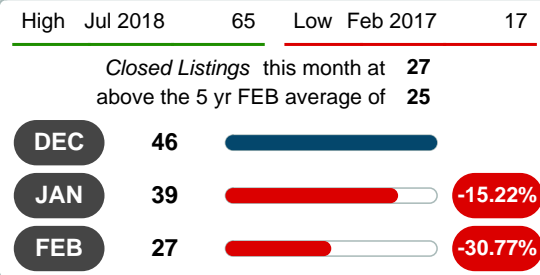 High Jul 2018 65 Low Feb 2017 17
Closed Listings this month at 27
above the 5 yr FEB average of 25
DEC 46
JAN 39 -15.22%
FEB 27 -30.77%